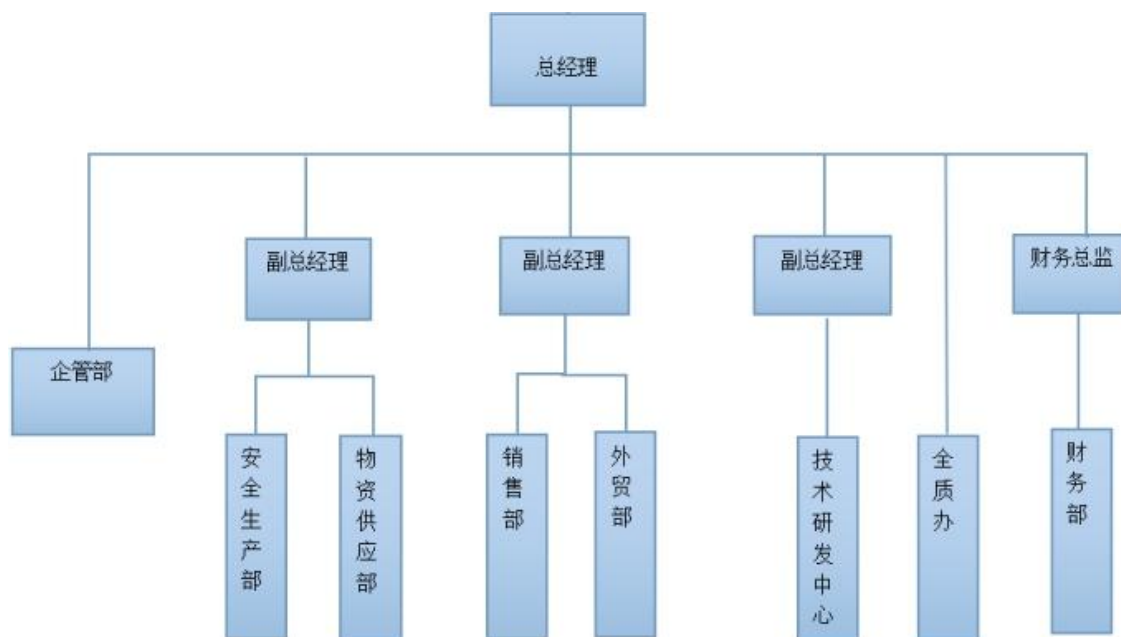 总经理
副总经理
副总经理
副总经理
财务总监
企管部
安全生产部
物资供应部
销售部
外贸部
技术研发中心
全质办
财务部